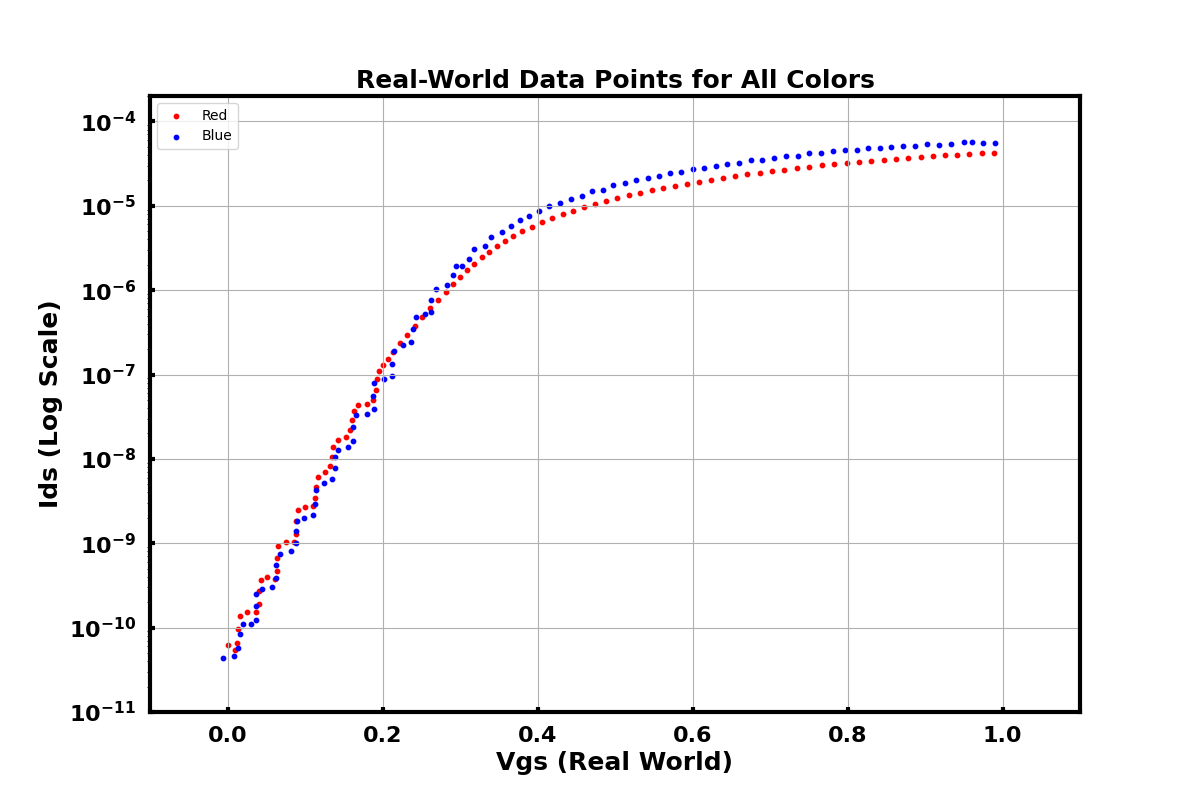 Real-World Data Points for All Colors
Red
Blue
10⁻⁴
10⁻⁵
10⁻⁶
10⁻⁷
10⁻⁸
10⁻⁹
10⁻¹⁰
10⁻¹¹
Ids (Log Scale)
0.0 0.2 0.4 0.6 0.8 1.0
Vgs (Real World)